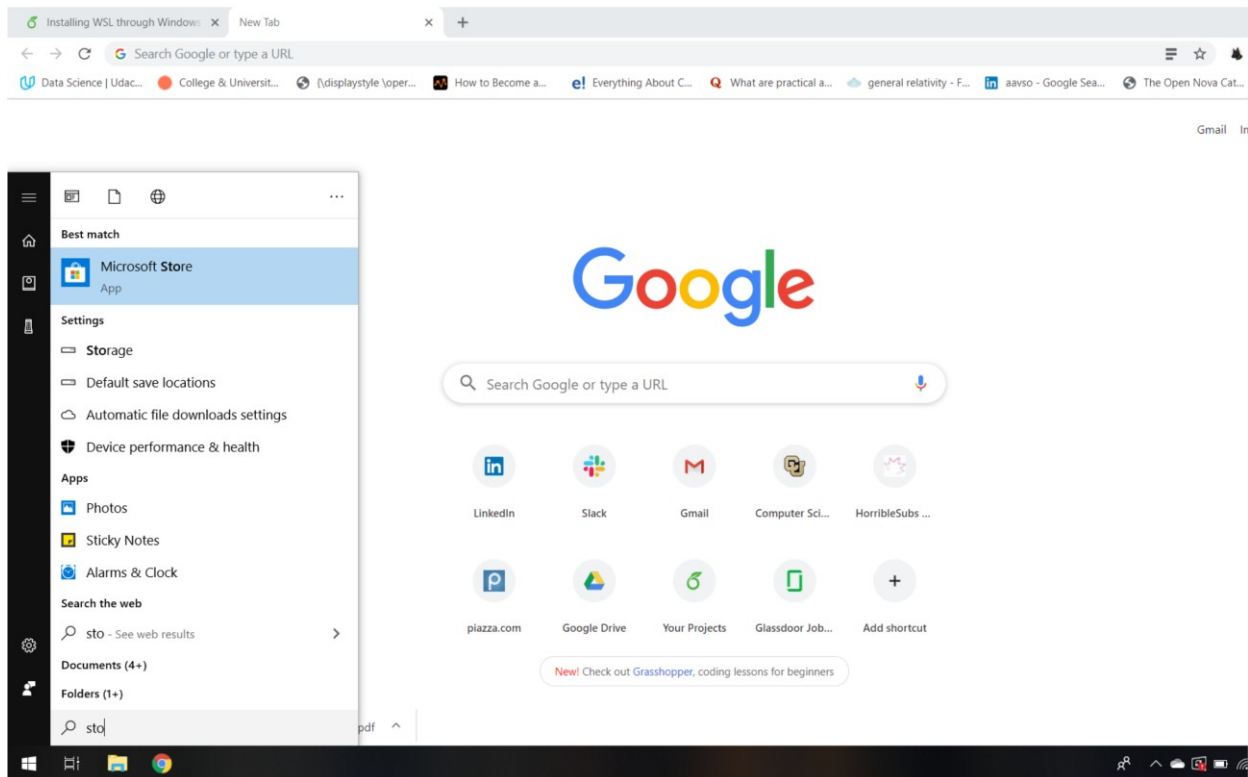 Installing WSL through Windows
New Tab
Search Google or type a URL
Data Science | Udac...
College & Universit...
{\displaystyle \oper...
How to Become a...
Everything About C...
What are practical a...
general relativity - F...
aavso - Google Sea...
The Open Nova Cat...
Gmail
Best match
Microsoft Store
App
Settings
Storage
Default save locations
Automatic file downloads settings
Device performance & health
Apps
Photos
Sticky Notes
Alarms & Clock
Search the web
sto - See web results
Documents (4+)
Folders (1+)
sto
pdf
Google
Search Google or type a URL
LinkedIn
Slack
Gmail
Computer Sci...
HorribleSubs ...
piazza.com
Google Drive
Your Projects
Glassdoor Job...
Add shortcut
New! Check out Grasshopper, coding lessons for beginners